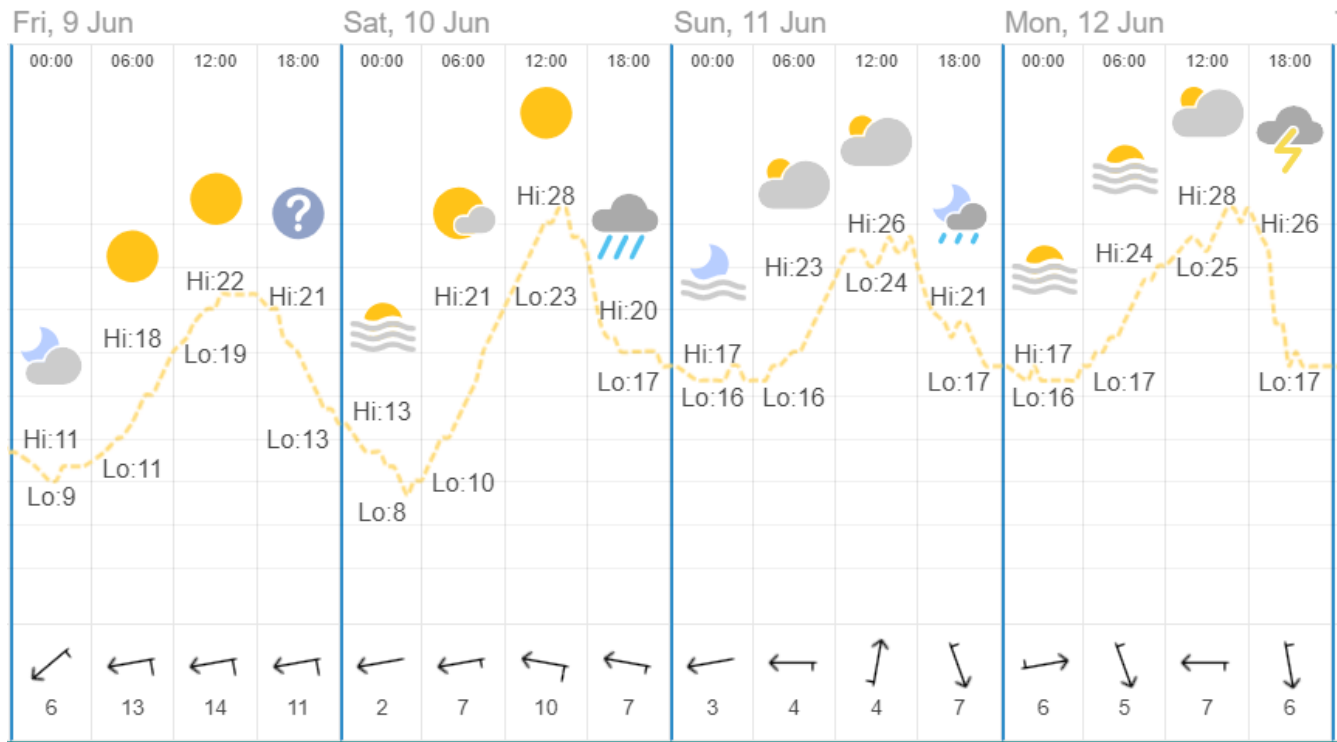 Fri, 9 Jun Sat, 10 Jun Sun, 11 Jun Mon, 12 Jun
00:00 06:00 12:00 18:00 00:00 06:00 12:00 18:00 00:00 06:00 12:00 18:00 00:00 06:00 12:00 18:00
Hi:11 Hi:18 Hi:22 Hi:21 Hi:13 Hi:21 Hi:28 Hi:20 Hi:17 Hi:23 Hi:26 Hi:21 Hi:17 Hi:24 Hi:28 Hi:26
?
Lo:9 Lo:11 Lo:19 Lo:13 Lo:8 Lo:10 Lo:23 Lo:17 Lo:16 Lo:16 Lo:24 Lo:17 Lo:16 Lo:17 Lo:25 Lo:17
6 13 14 11 2 7 10 7 3 4 4 7 6 5 7 6